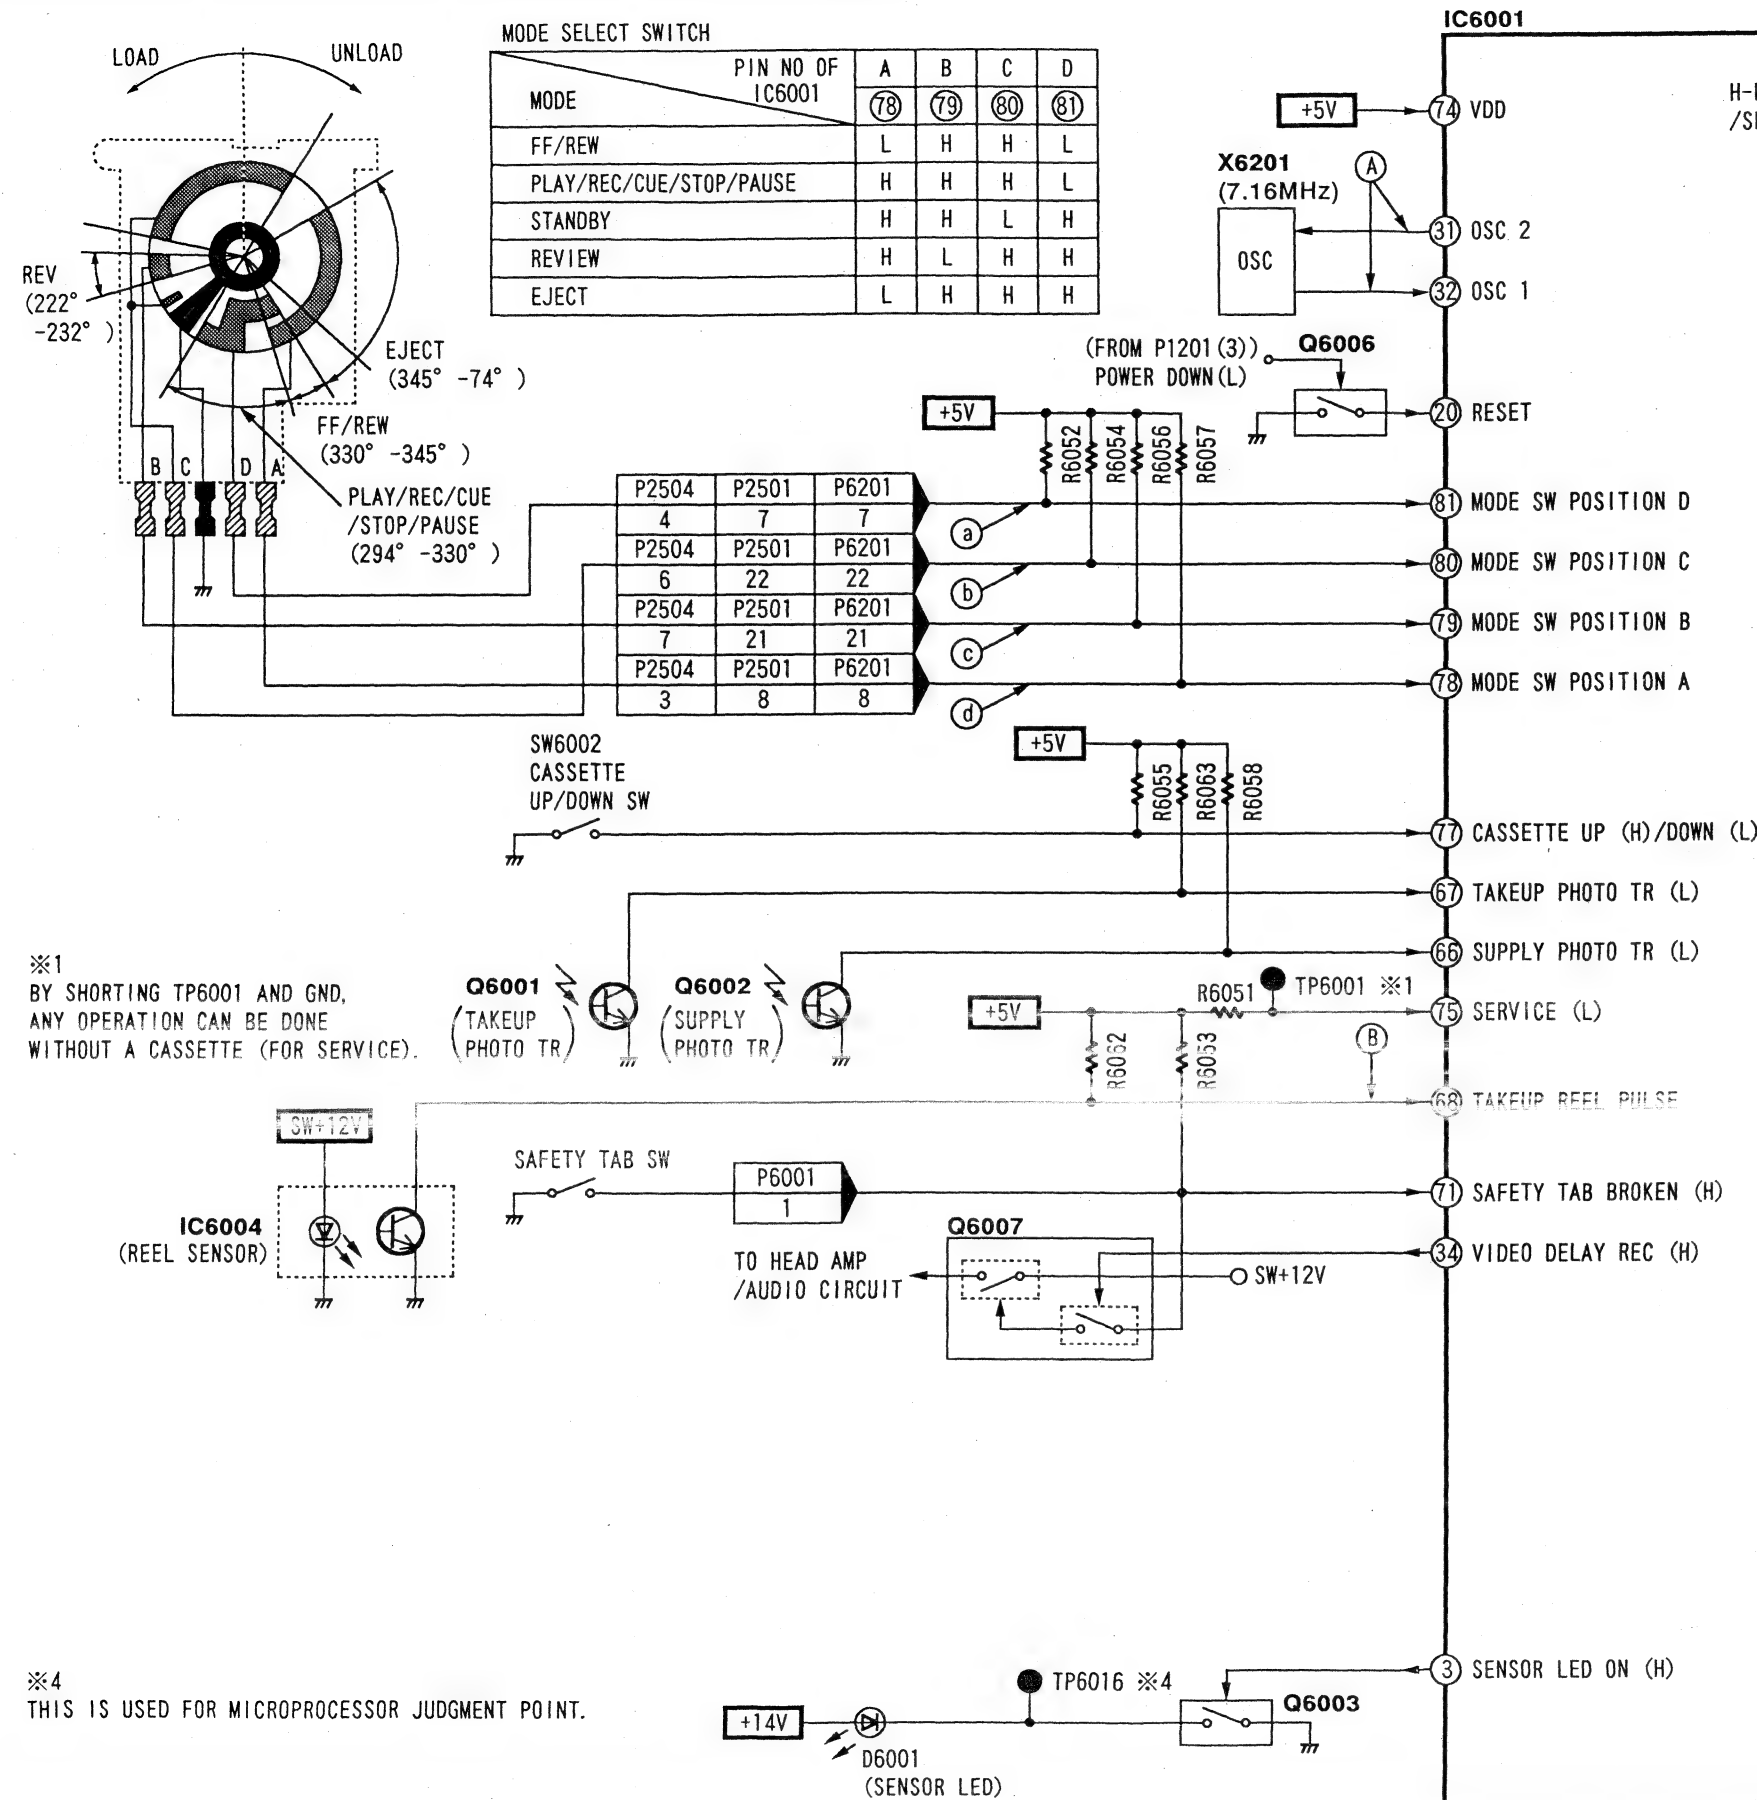 IC6001
LOAD
UNLOAD
MODE SELECT SWITCH
PIN NO OF IC6001 A B C D
MODE 78 79 80 81
FF/REW L H H L
PLAY/REC/CUE/STOP/PAUSE H H H L
STANDBY H H L H
REVIEW H L H H
EJECT L H H H
+5V
74 VDD
H-
/S
X6201
(7.16MHz)
A
OSC
31 OSC 2
32 OSC 1
REV
(222°
-232° )
EJECT
(345° -74° )
FF/REW
(330° -345° )
PLAY/REC/CUE
/STOP/PAUSE
(294° -330° )
B C D A
(FROM P1201(3))
POWER DOWN(L)
Q6006
20 RESET
+5V
R6052
R6054
R6056
R6057
P2504 P2501 P6201
4 7 7
a
81 MODE SW POSITION D
P2504 P2501 P6201
6 22 22
b
80 MODE SW POSITION C
P2504 P2501 P6201
7 21 21
c
79 MODE SW POSITION B
P2504 P2501 P6201
3 8 8
d
78 MODE SW POSITION A
SW6002
CASSETTE
UP/DOWN SW
+5V
R6055
R6063
R6058
77 CASSETTE UP (H)/DOWN (L)
67 TAKEUP PHOTO TR (L)
66 SUPPLY PHOTO TR (L)
※1
BY SHORTING TP6001 AND GND,
ANY OPERATION CAN BE DONE
WITHOUT A CASSETTE (FOR SERVICE).
Q6001
(TAKEUP
PHOTO TR)
Q6002
(SUPPLY
PHOTO TR)
+5V
R6051
TP6001 ※1
75 SERVICE (L)
R6062
R6053
B
68 TAKEUP REEL PULSE
SW+12V
IC6004
(REEL SENSOR)
SAFETY TAB SW
P6001
1
71 SAFETY TAB BROKEN (H)
Q6007
34 VIDEO DELAY REC (H)
TO HEAD AMP
/AUDIO CIRCUIT
SW+12V
※4
THIS IS USED FOR MICROPROCESSOR JUDGMENT POINT.
3 SENSOR LED ON (H)
TP6016 ※4
Q6003
+14V
D6001
(SENSOR LED)